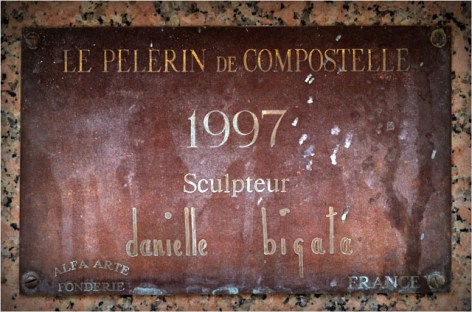 LE PELERIN DE COMPOSTELLE
1997
Sculpteur
danielle bigata
ALFA ARTE
FONDERIE
FRANCE